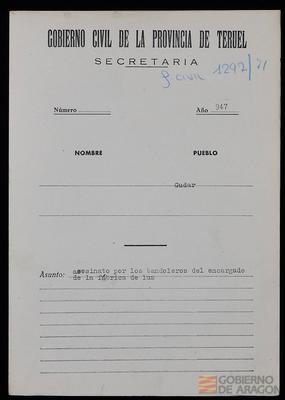 GOBIERNO CIVIL DE LA PROVINCIA DE TERUEL
SECRETARIA
G CIVIL 1292/21
Número
Año 947
NOMBRE PUEBLO
Gudar
Asunto: asesinato por los bandoleros del encargado
de la fábrica de luz
GOBIERNO
DE ARAGON